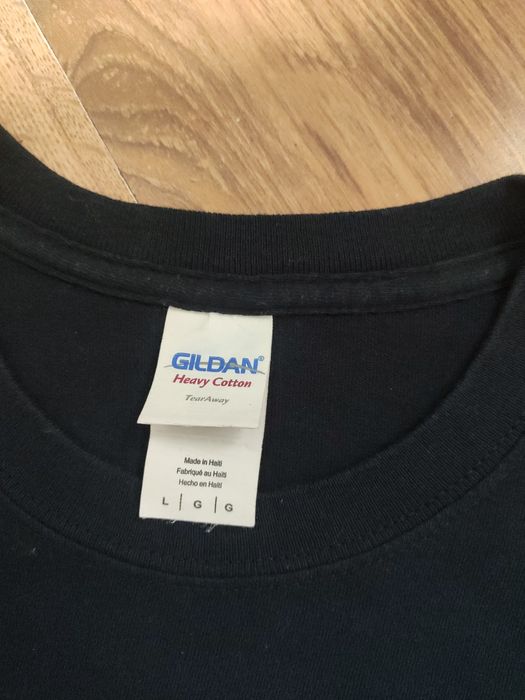 GILDAN®
Heavy Cotton
TearAway
Made in Haiti
Fabriqué au Haïti
Hecho en Haití
L | G | G